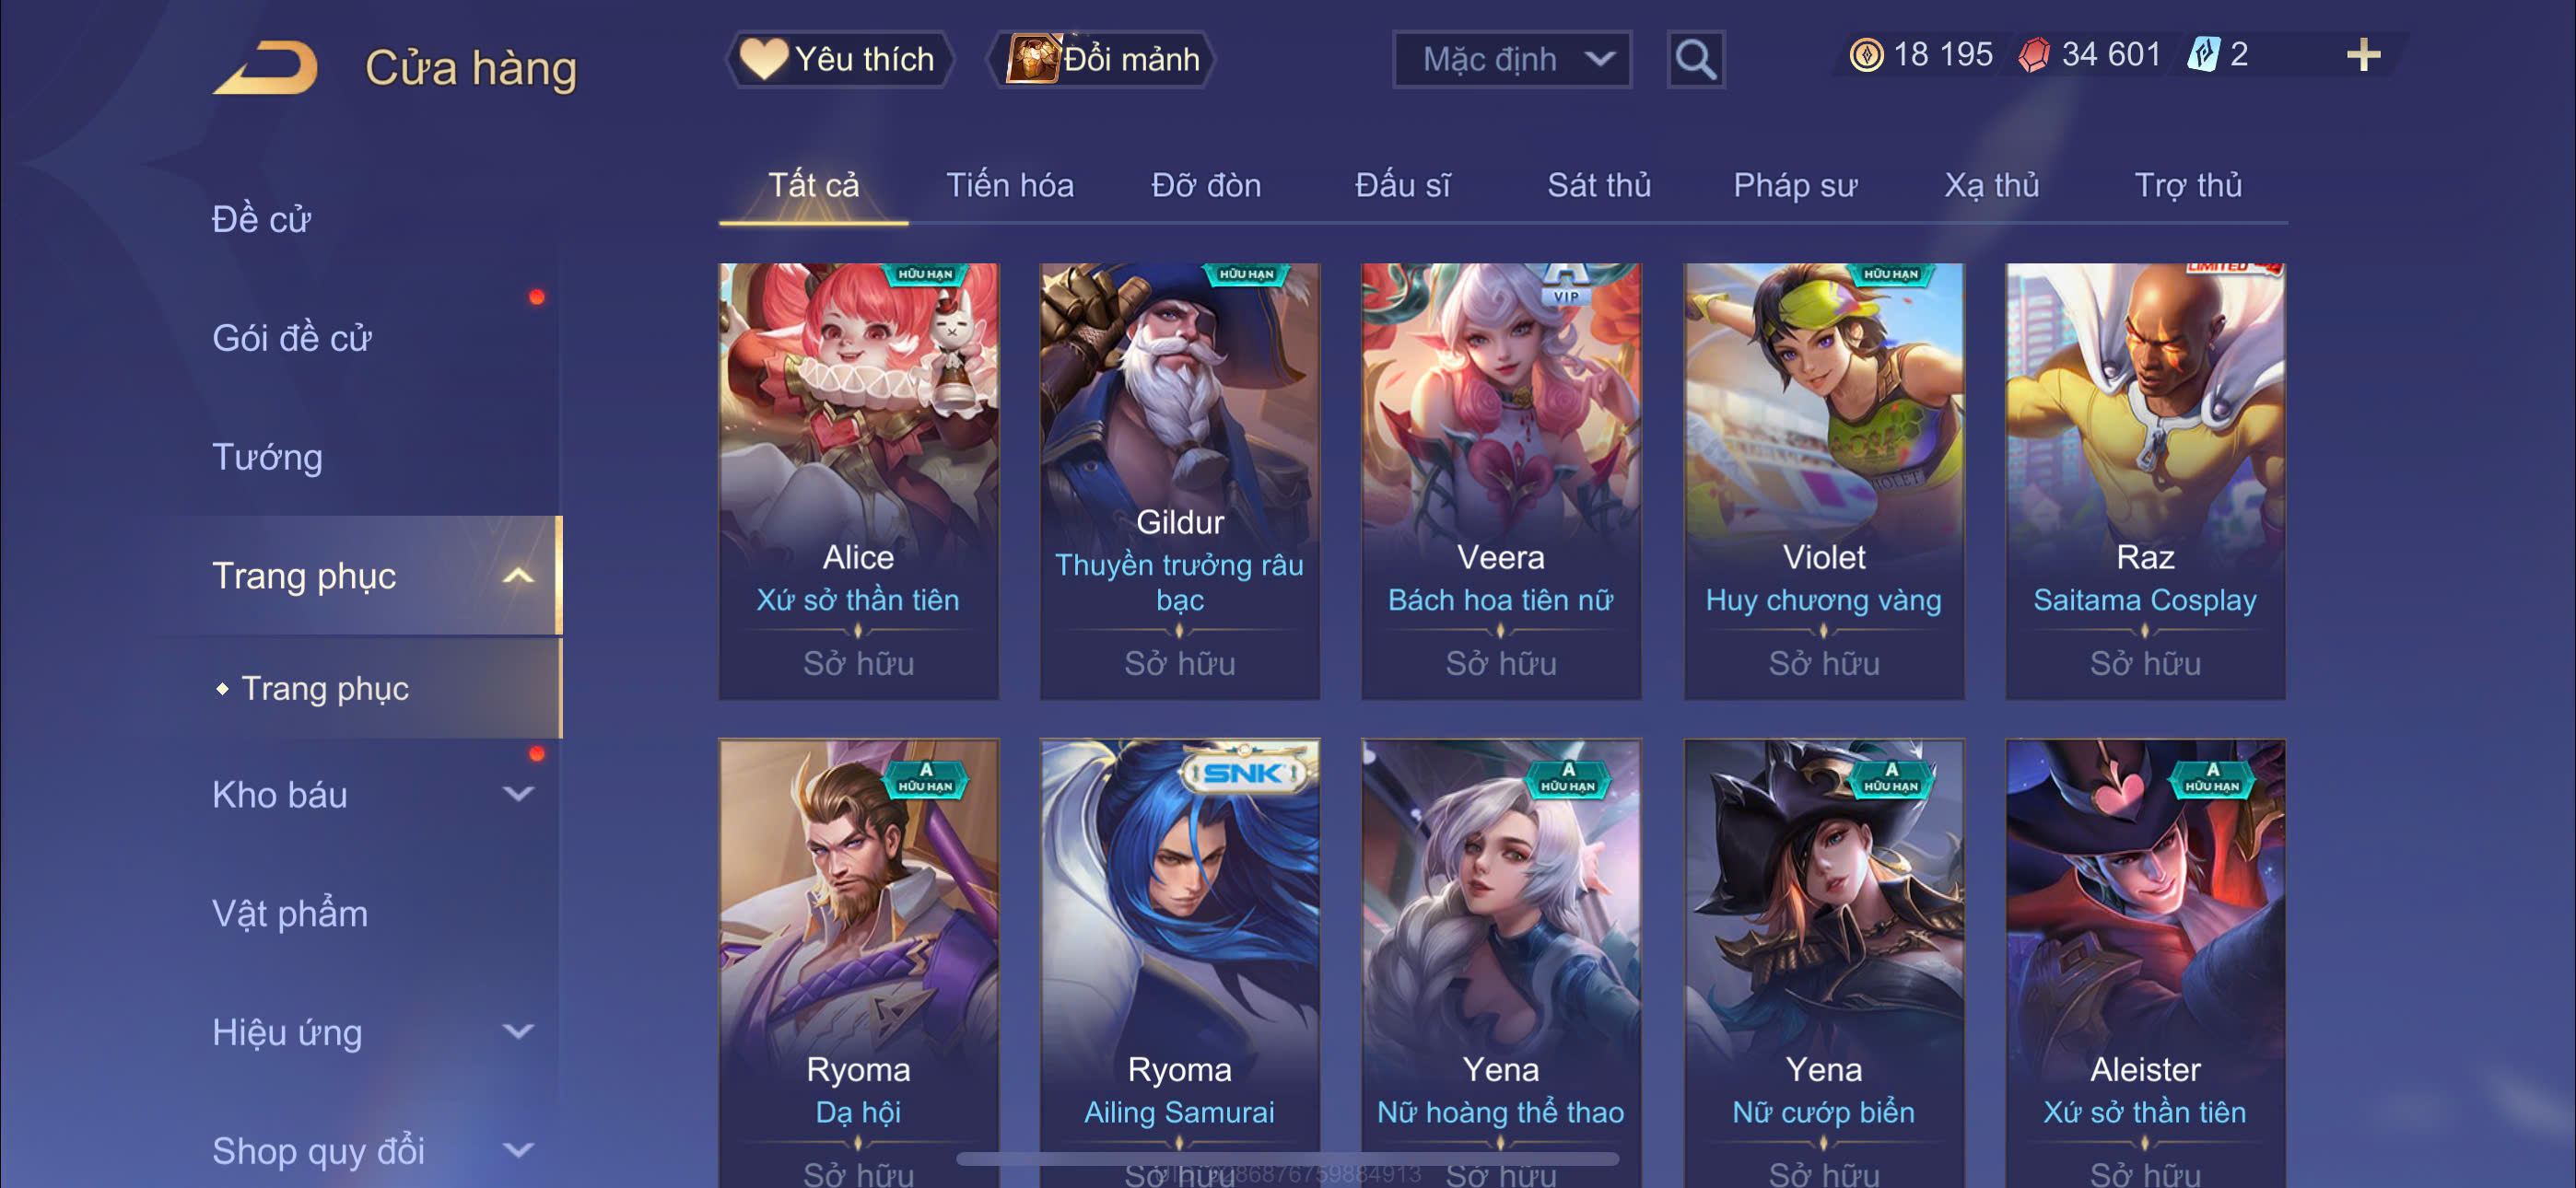 Cửa hàng
Yêu thích
Đổi mảnh
Mặc định
18 195
34 601
2
Tất cả
Tiến hóa
Đỡ đòn
Đấu sĩ
Sát thủ
Pháp sư
Xạ thủ
Trợ thủ
Đề cử
Gói đề cử
Tướng
Trang phục
Trang phục
Kho báu
Vật phẩm
Hiệu ứng
Shop quy đổi
HỮU HẠN
Alice
Xứ sở thần tiên
Sở hữu
HỮU HẠN
Gildur
Thuyền trưởng râu
bạc
Sở hữu
A
VIP
Veera
Bách hoa tiên nữ
Sở hữu
HỮU HẠN
VIOLET
Violet
Huy chương vàng
Sở hữu
LIMITED
Raz
Saitama Cosplay
Sở hữu
A
HỮU HẠN
Ryoma
Dạ hội
Sở hữu
SNK
Ryoma
Ailing Samurai
Sở hữu
A
HỮU HẠN
Yena
Nữ hoàng thể thao
Sở hữu
A
HỮU HẠN
Yena
Nữ cướp biển
Sở hữu
A
HỮU HẠN
Aleister
Xứ sở thần tiên
Sở hữu